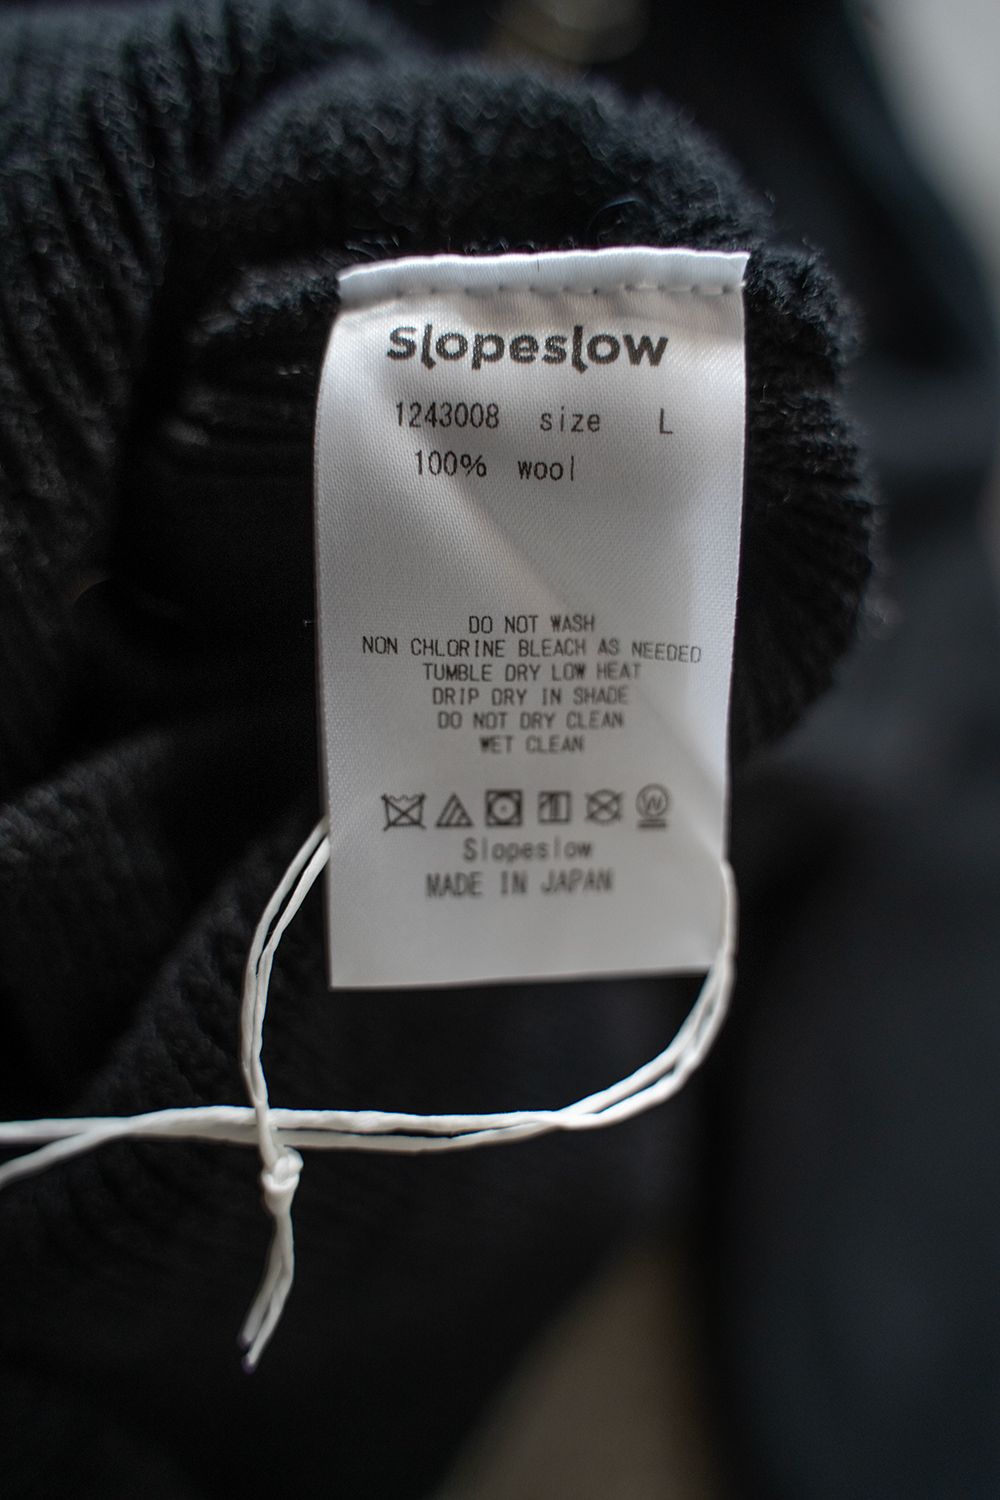 Slopeslow
1243008 size L
100% wool
DO NOT WASH
NON CHLORINE BLEACH AS NEEDED
TUMBLE DRY LOW HEAT
DRIP DRY IN SHADE
DO NOT DRY CLEAN
WET CLEAN
W
Slopeslow
MADE IN JAPAN